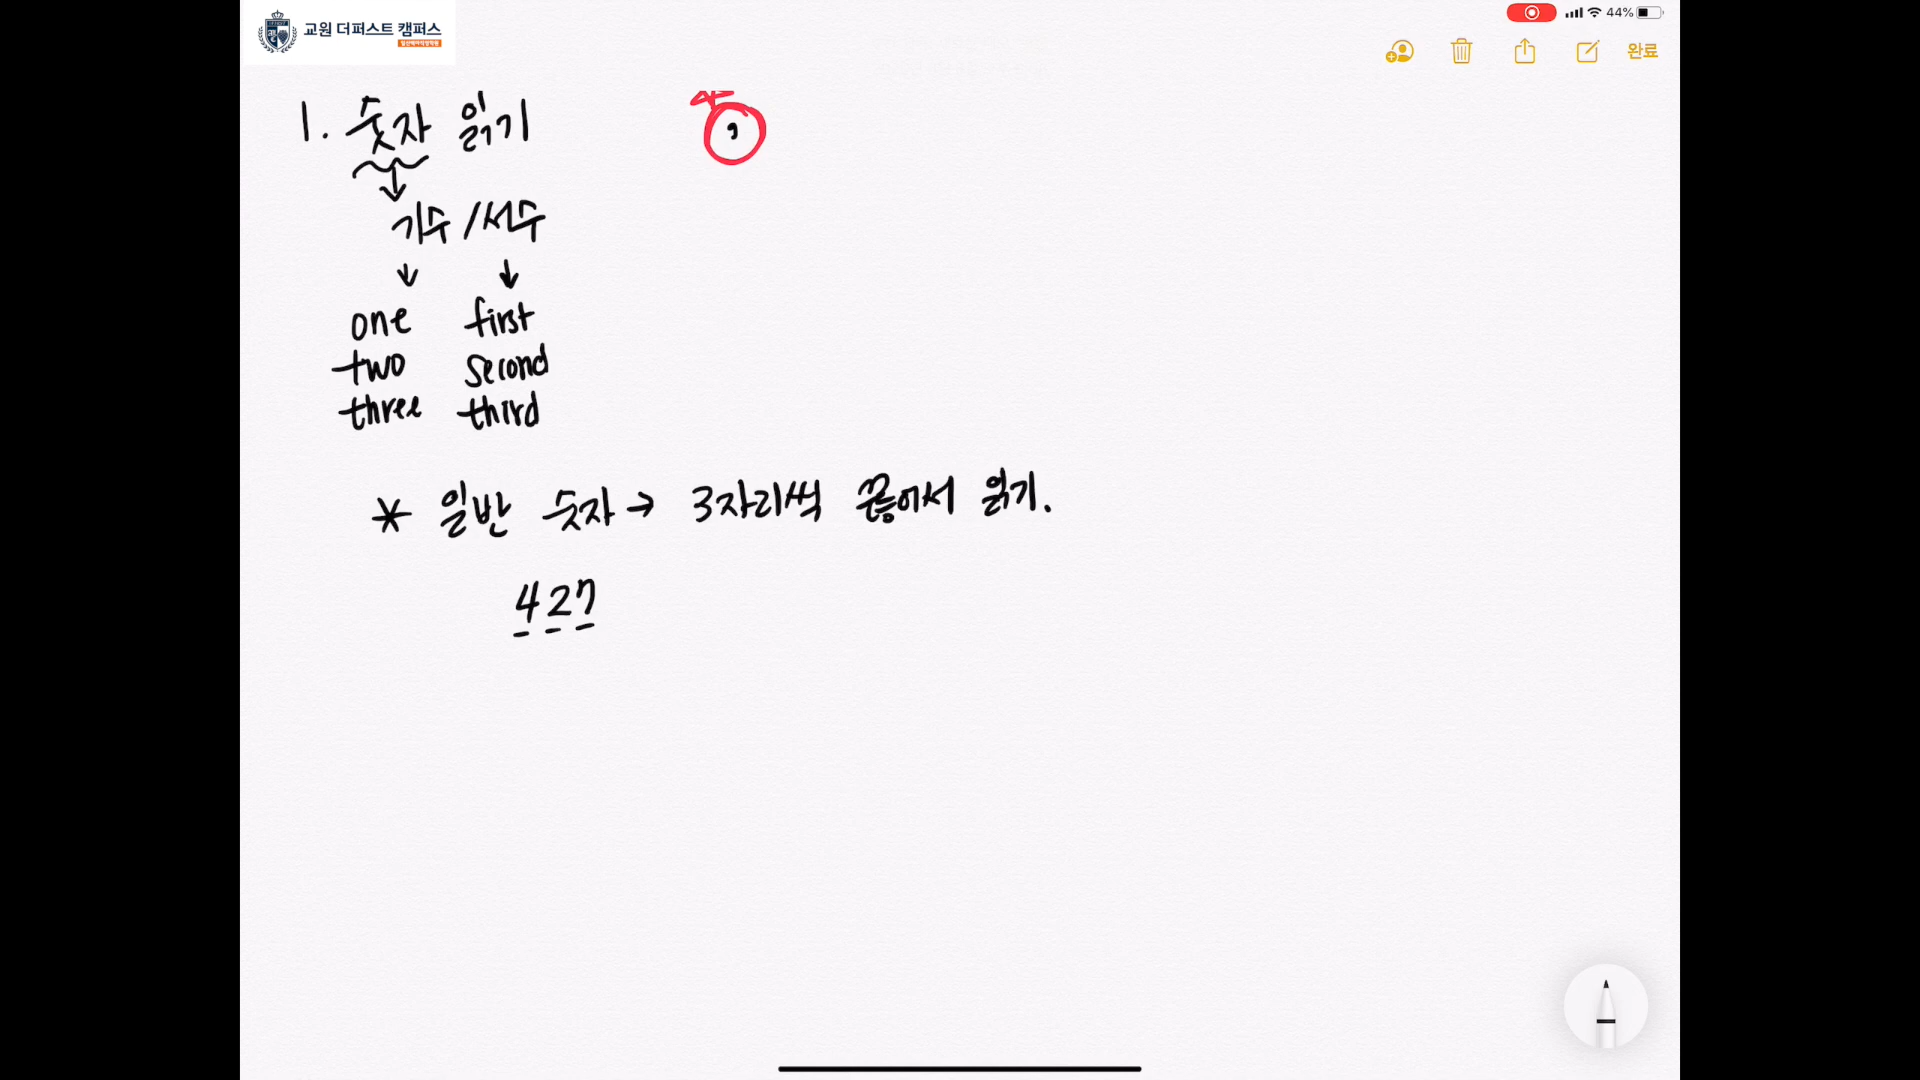 교원 더퍼스트 캠퍼스
44%
완료
1. 숫자 읽기
,
기수 / 서수
one first
two second
three third
* 일반 숫자 → 3자리씩 끊어서 읽기.
427